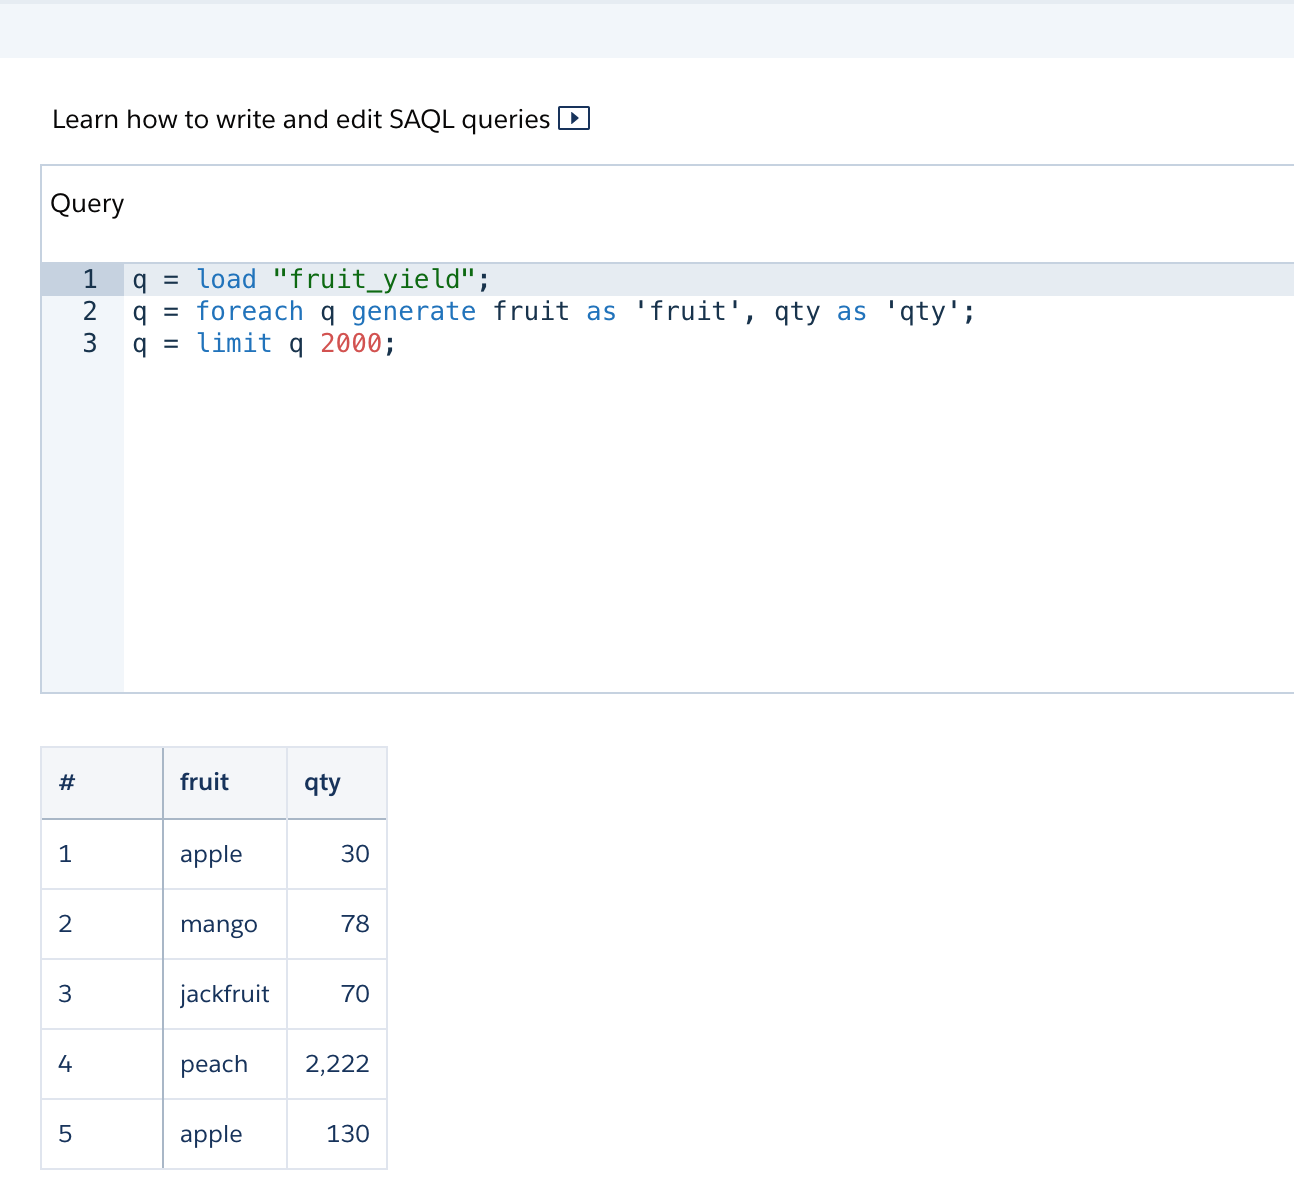 Learn how to write and edit SAQL queries
Query
1 q = load "fruit_yield";
2 q = foreach q generate fruit as 'fruit', qty as 'qty';
3 q = limit q 2000;
# fruit qty
1 apple 30
2 mango 78
3 jackfruit 70
4 peach 2,222
5 apple 130